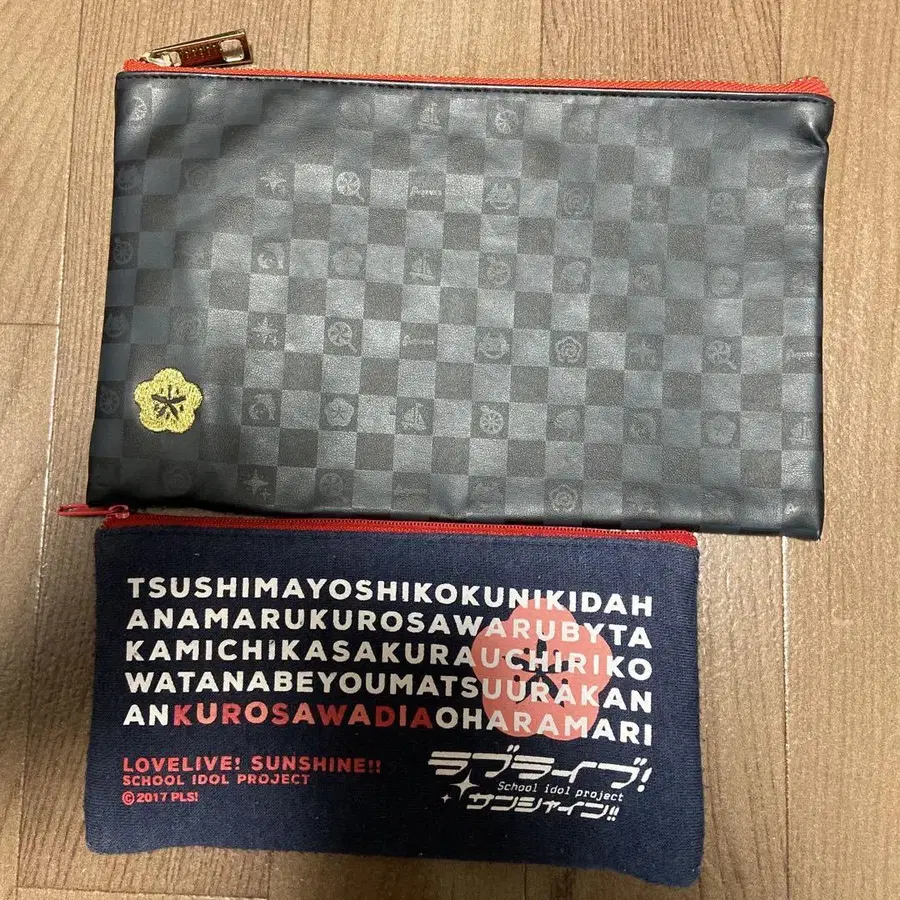 TSUSHIMAYOSHIKOKUNIKIDAH
ANAMARUKUROSAWARUBYTA
KAMICHIKASAKURAUCHIRIKO
WATANABEYOUMATSUURAKAN
ANKUROSAWADIAOHARAMARI
LOVELIVE! SUNSHINE!!
SCHOOL IDOL PROJECT
©2017 PLS!
ラブライブ!
School idol project
サンシャイン!!